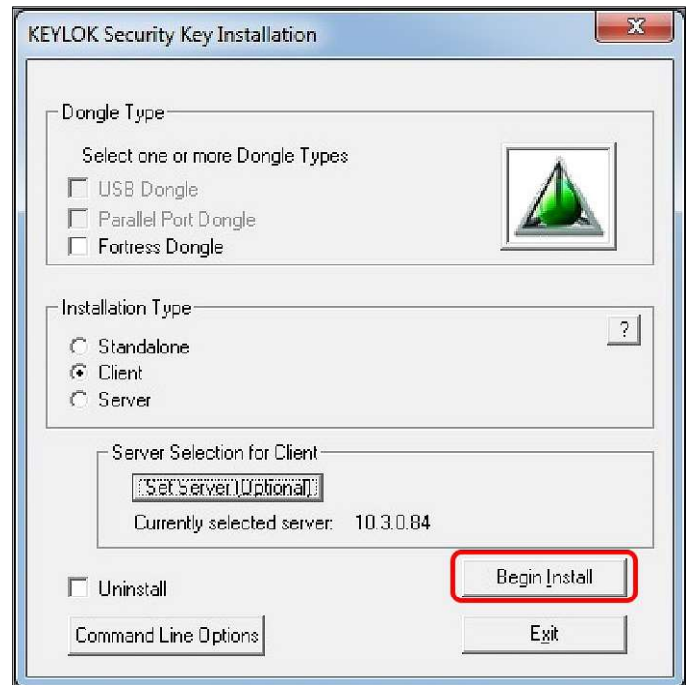 KEYLOK Security Key Installation
X
Dongle Type
Select one or more Dongle Types
USB Dongle
Parallel Port Dongle
Fortress Dongle
Installation Type
?
Standalone
Client
Server
Server Selection for Client
Set Server (Optional)
Currently selected server: 10.3.0.84
Uninstall
Begin Install
Command Line Options
Exit